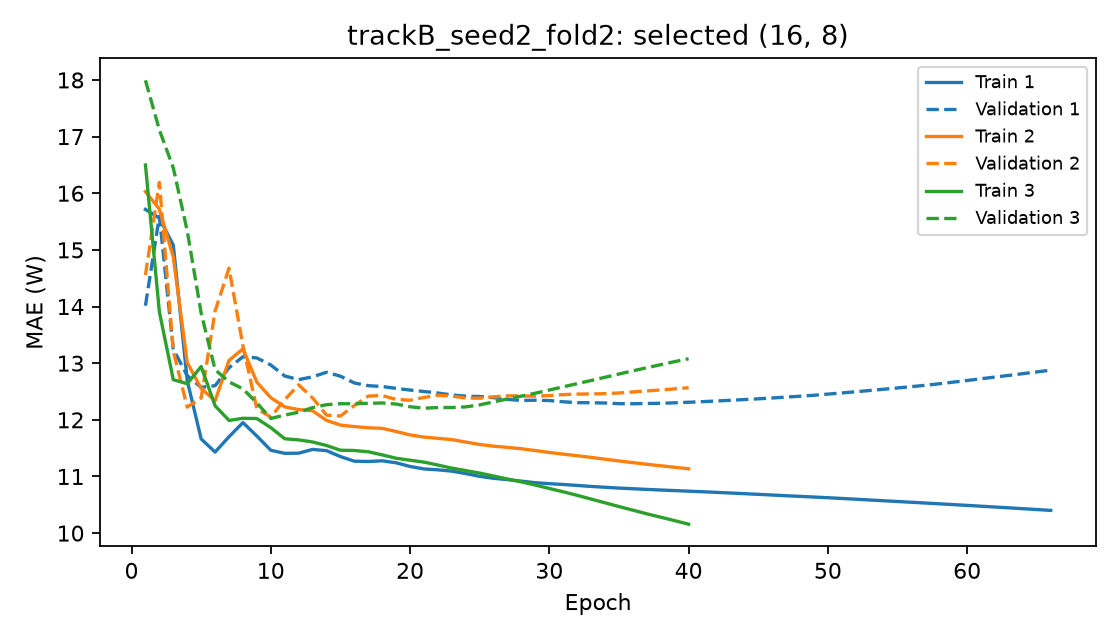 trackB_seed2_fold2: selected (16, 8)
Train 1
Validation 1
Train 2
Validation 2
Train 3
Validation 3
MAE (W)
18
17
16
15
14
13
12
11
10
0 10 20 30 40 50 60
Epoch